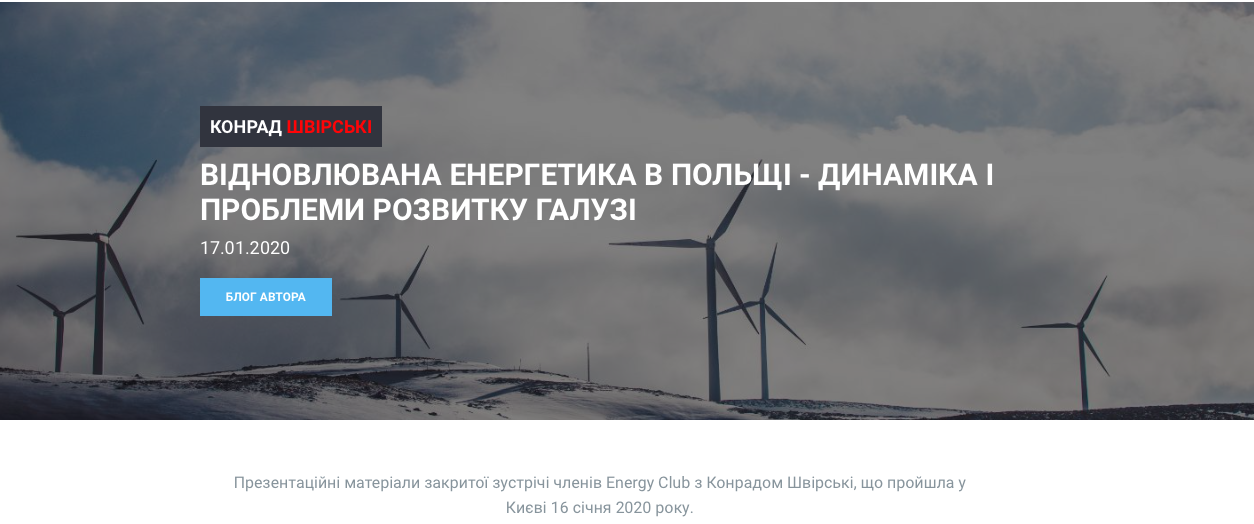 КОНРАД ШВІРСЬКІ
ВІДНОВЛЮВАНА ЕНЕРГЕТИКА В ПОЛЬЩІ - ДИНАМІКА І
ПРОБЛЕМИ РОЗВИТКУ ГАЛУЗІ
17.01.2020
БЛОГ АВТОРА
Презентаційні матеріали закритої зустрічі членів Energy Club з Конрадом Швірські, що пройшла у
Києві 16 січня 2020 року.